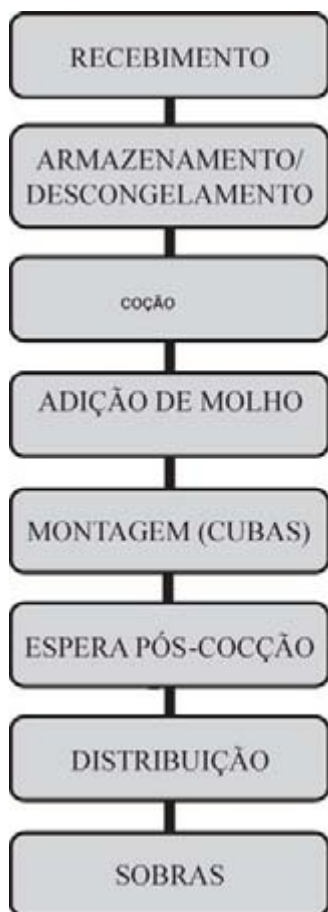 RECEBIMENTO
ARMAZENAMENTO/
DESCONGELAMENTO
COÇÃO
ADIÇÃO DE MOLHO
MONTAGEM (CUBAS)
ESPERA PÓS-COCÇÃO
DISTRIBUIÇÃO
SOBRAS